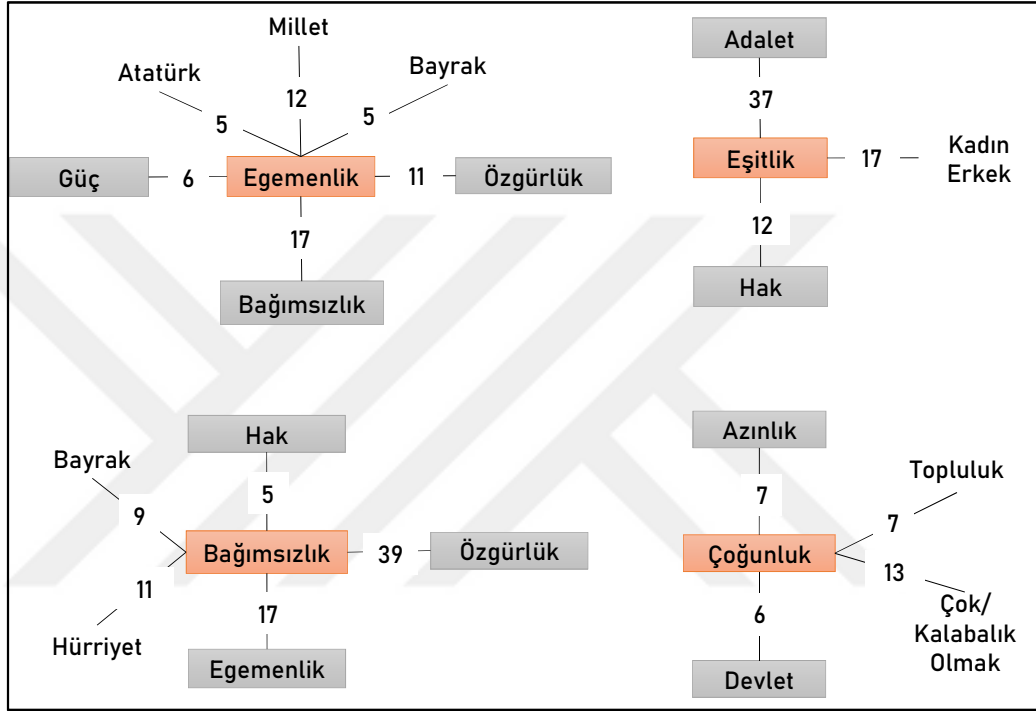 Millet
Atatürk
Bayrak
12
5
5
Güç
6
Egemenlik
11
Özgürlük
17
Bağımsızlık
Adalet
37
Eşitlik
17
Kadın
Erkek
12
Hak
Hak
Bayrak
5
9
Bağımsızlık
39
Özgürlük
11
17
Hürriyet
Egemenlik
Azınlık
Topluluk
7
7
Çoğunluk
13
6
Çok/
Kalabalık
Olmak
Devlet